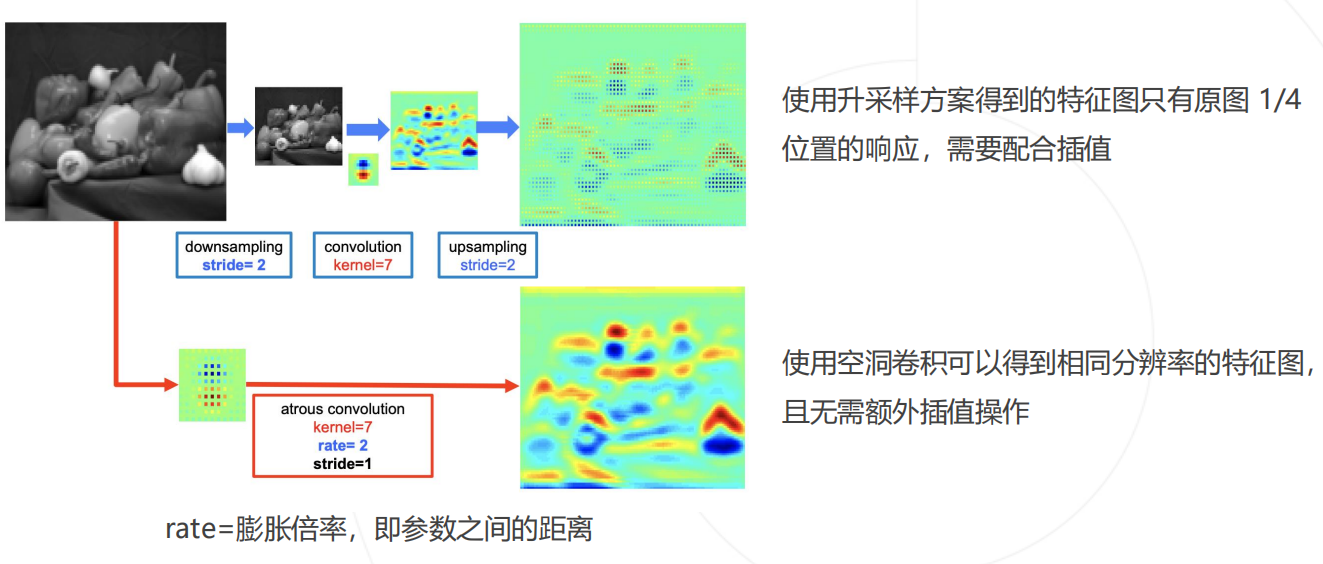 使用升采样方案得到的特征图只有原图 1/4
位置的响应，需要配合插值
downsampling
stride= 2
convolution
kernel=7
upsampling
stride=2
使用空洞卷积可以得到相同分辨率的特征图，
且无需额外插值操作
atrous convolution
kernel=7
rate= 2
stride=1
rate=膨胀倍率，即参数之间的距离